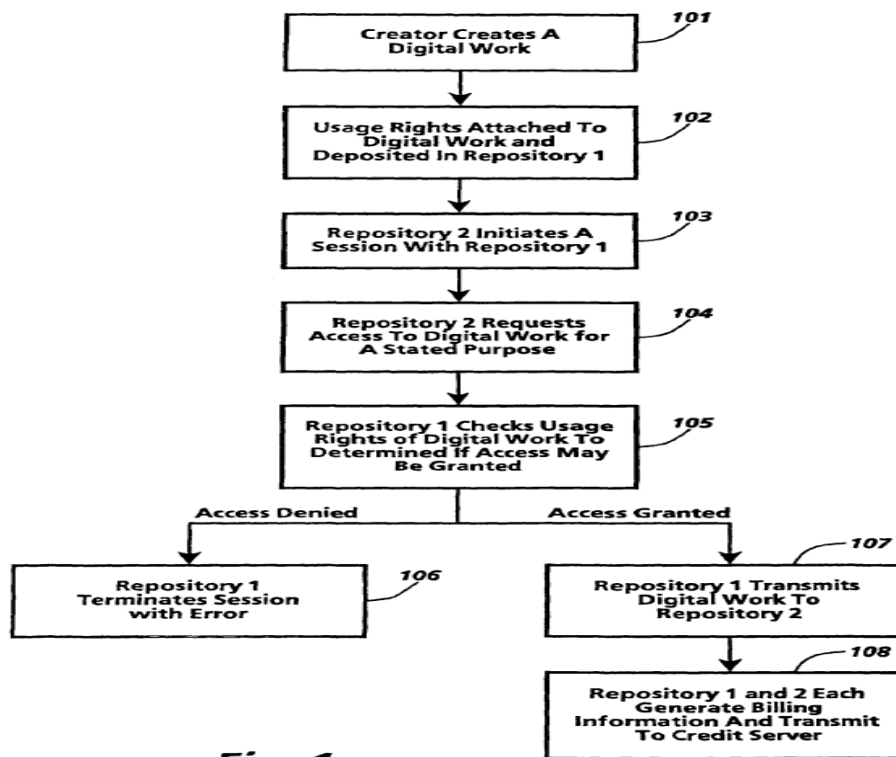 Creator Creates A
Digital Work
101
Usage Rights Attached To
Digital Work and
Deposited In Repository 1
102
Repository 2 Initiates A
Session With Repository 1
103
Repository 2 Requests
Access To Digital Work for
A Stated Purpose
104
Repository 1 Checks Usage
Rights of Digital Work To
Determined If Access May
Be Granted
105
Access Denied
Access Granted
Repository 1
Terminates Session
with Error
106
107
Repository 1 Transmits
Digital Work To
Repository 2
108
Repository 1 and 2 Each
Generate Billing
Information And Transmit
To Credit Server